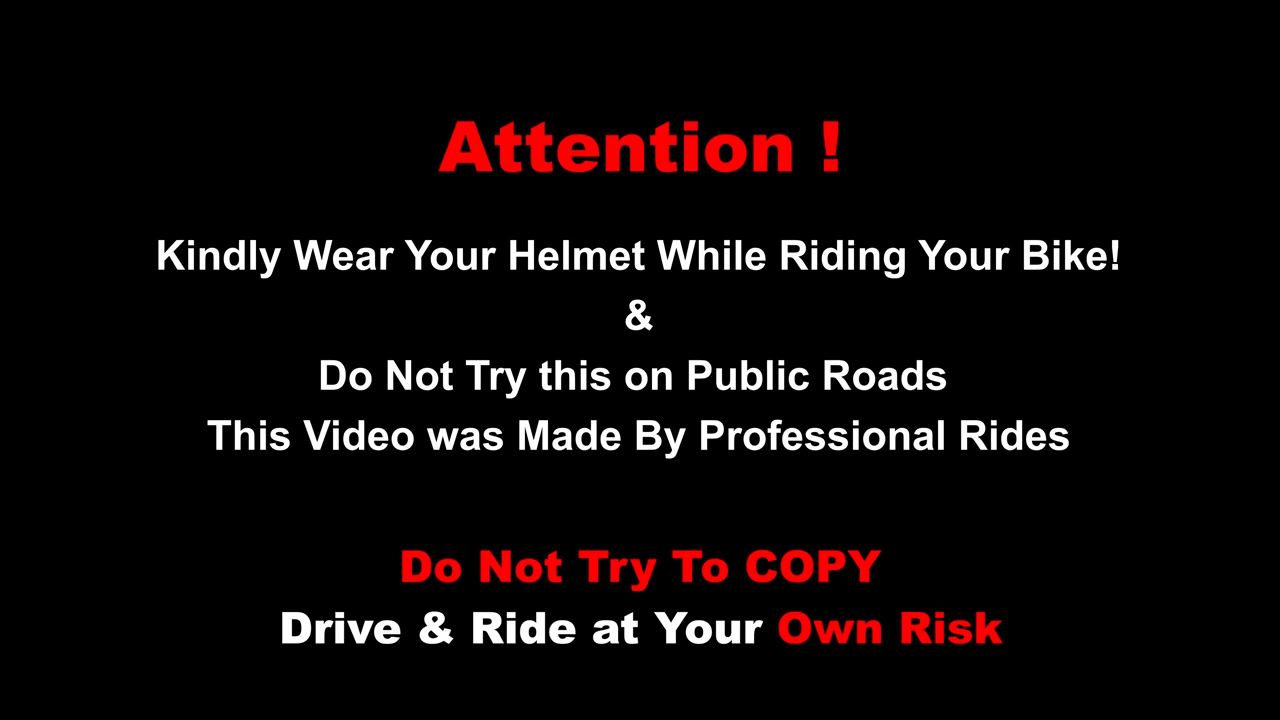 Attention !
Kindly Wear Your Helmet While Riding Your Bike!
&
Do Not Try this on Public Roads
This Video was Made By Professional Rides
Do Not Try To COPY
Drive & Ride at Your Own Risk